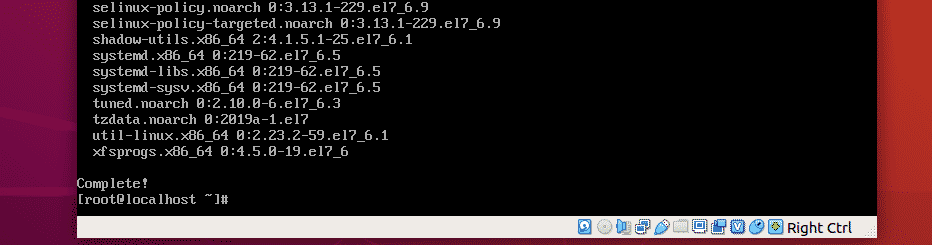 selinux-policy.noarch 0:3.13.1-229.el7_6.9
selinux-policy-targeted.noarch 0:3.13.1-229.el7_6.9
shadow-utils.x86_64 2:4.1.5.1-25.el7_6.1
systemd.x86_64 0:219-62.el7_6.5
systemd-libs.x86_64 0:219-62.el7_6.5
systemd-sysv.x86_64 0:219-62.el7_6.5
tuned.noarch 0:2.10.0-6.el7_6.3
tzdata.noarch 0:2019a-1.el7
util-linux.x86_64 0:2.23.2-59.el7_6.1
xfsprogs.x86_64 0:4.5.0-19.el7_6
Complete!
[root@localhost ~]#
Right Ctrl